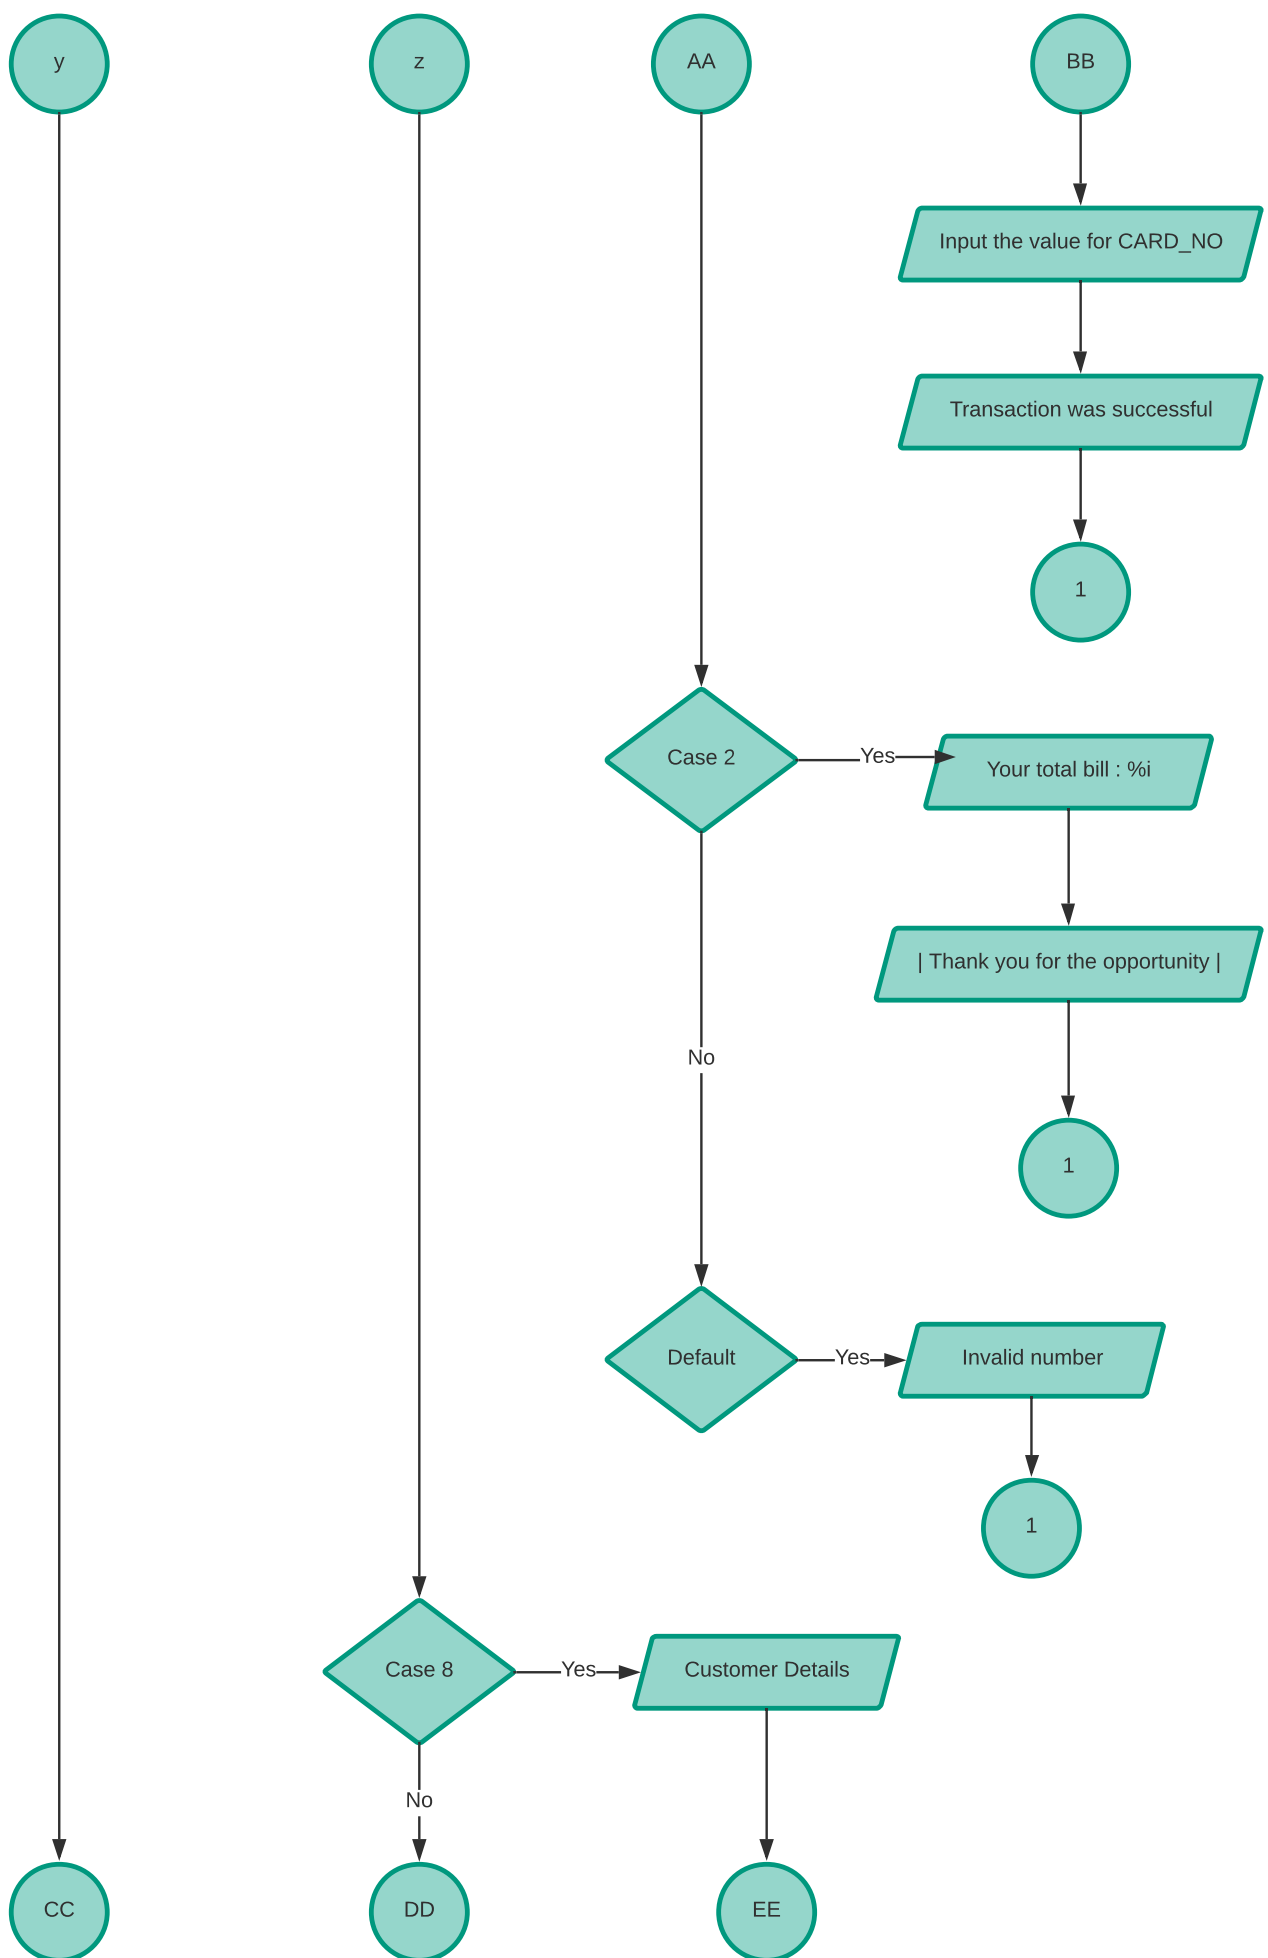 y
z
AA
BB
Input the value for CARD_NO
Transaction was successful
1
Case 2
Yes
Your total bill : %i
| Thank you for the opportunity |
No
1
Default
Yes
Invalid number
1
Case 8
Yes
Customer Details
No
CC
DD
EE